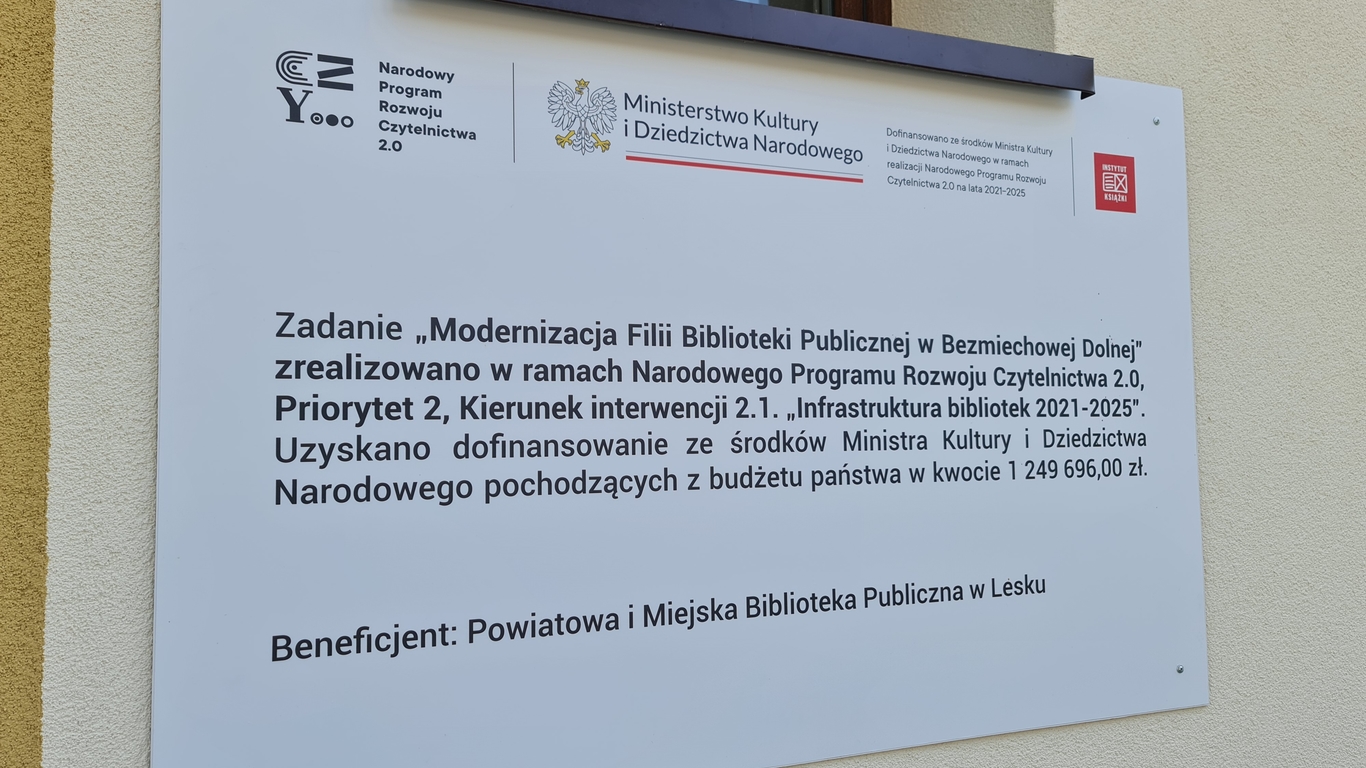 CZ
Y
Narodowy
Program
Rozwoju
Czytelnictwa
2.0
Ministerstwo Kultury
i Dziedzictwa Narodowego
Dofinansowano ze środków Ministra Kultury
i Dziedzictwa Narodowego w ramach
realizacji Narodowego Programu Rozwoju
Czytelnictwa 2.0 na lata 2021-2025
INSTYTUT
KSIĄŻKI
Zadanie „Modernizacja Filii Biblioteki Publicznej w Bezmiechowej Dolnej”
zrealizowano w ramach Narodowego Programu Rozwoju Czytelnictwa 2.0,
Priorytet 2, Kierunek interwencji 2.1. „Infrastruktura bibliotek 2021-2025”.
Uzyskano dofinansowanie ze środków Ministra Kultury i Dziedzictwa
Narodowego pochodzących z budżetu państwa w kwocie 1 249 696,00 zł.
Beneficjent: Powiatowa i Miejska Biblioteka Publiczna w Lesku